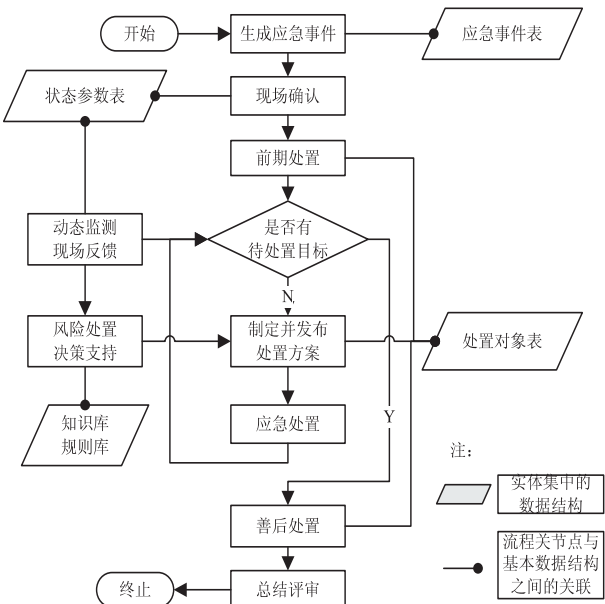 开始
生成应急事件
应急事件表
状态参数表
现场确认
前期处置
动态监测
现场反馈
是否有
待处置目标
N
风险处置
决策支持
制定并发布
处置方案
处置对象表
知识库
规则库
应急处置
Y
注：
实体集中的
数据结构
善后处置
流程关节点与
基本数据结构
之间的关联
终止
总结评审